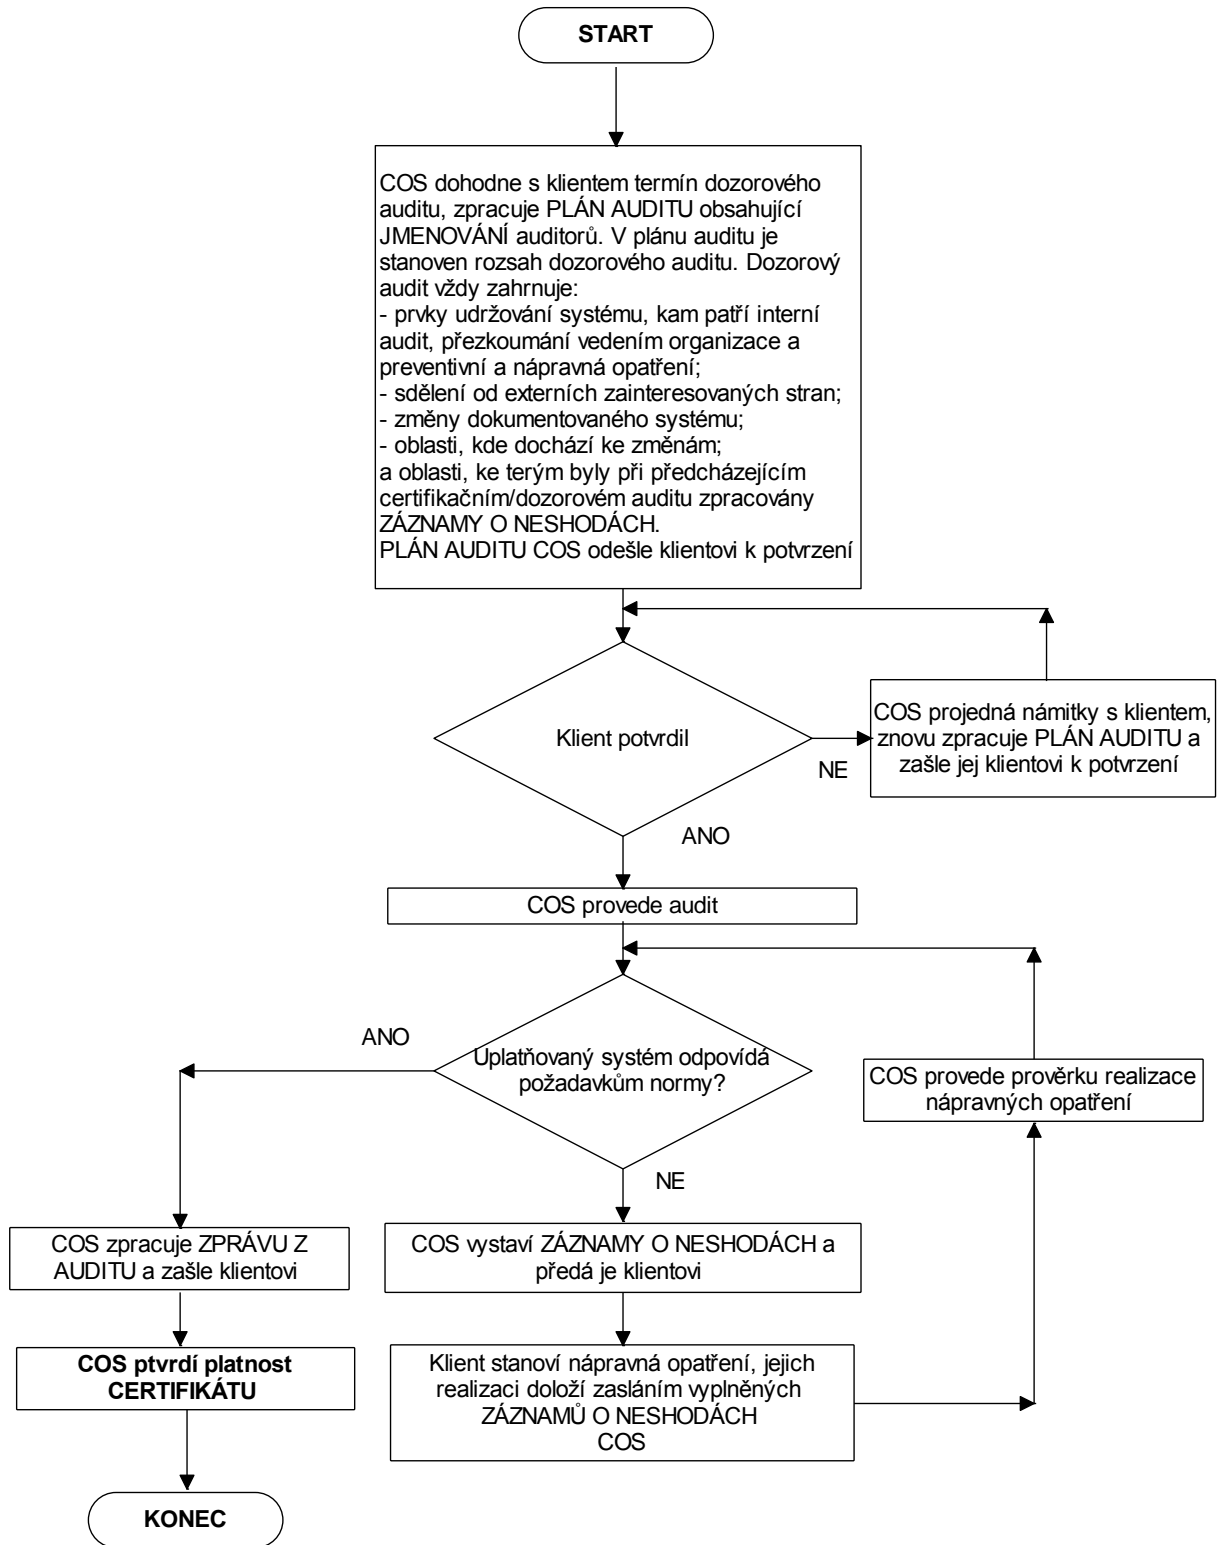 START
COS dohodne s klientem termín dozorového
auditu, zpracuje PLÁN AUDITU obsahující
JMENOVÁNÍ auditorů. V plánu auditu je
stanoven rozsah dozorového auditu. Dozorový
audit vždy zahrnuje:
- prvky udržování systému, kam patří interní
audit, přezkoumání vedením organizace a
preventivní a nápravná opatření;
- sdělení od externích zainteresovaných stran;
- změny dokumentovaného systému;
- oblasti, kde dochází ke změnám;
a oblasti, ke terým byly při předcházejícím
certifikačním/dozorovém auditu zpracovány
ZÁZNAMY O NESHODÁCH.
PLÁN AUDITU COS odešle klientovi k potvrzení
Klient potvrdil
NE
COS projedná námitky s klientem,
znovu zpracuje PLÁN AUDITU a
zašle jej klientovi k potvrzení
ANO
COS provede audit
ANO
Uplatňovaný systém odpovídá
požadavkům normy?
COS provede prověrku realizace
nápravných opatření
NE
COS zpracuje ZPRÁVU Z
AUDITU a zašle klientovi
COS vystaví ZÁZNAMY O NESHODÁCH a
předá je klientovi
COS ptvrdí platnost
CERTIFIKÁTU
Klient stanoví nápravná opatření, jejich
realizaci doloží zasláním vyplněných
ZÁZNAMŮ O NESHODÁCH
COS
KONEC